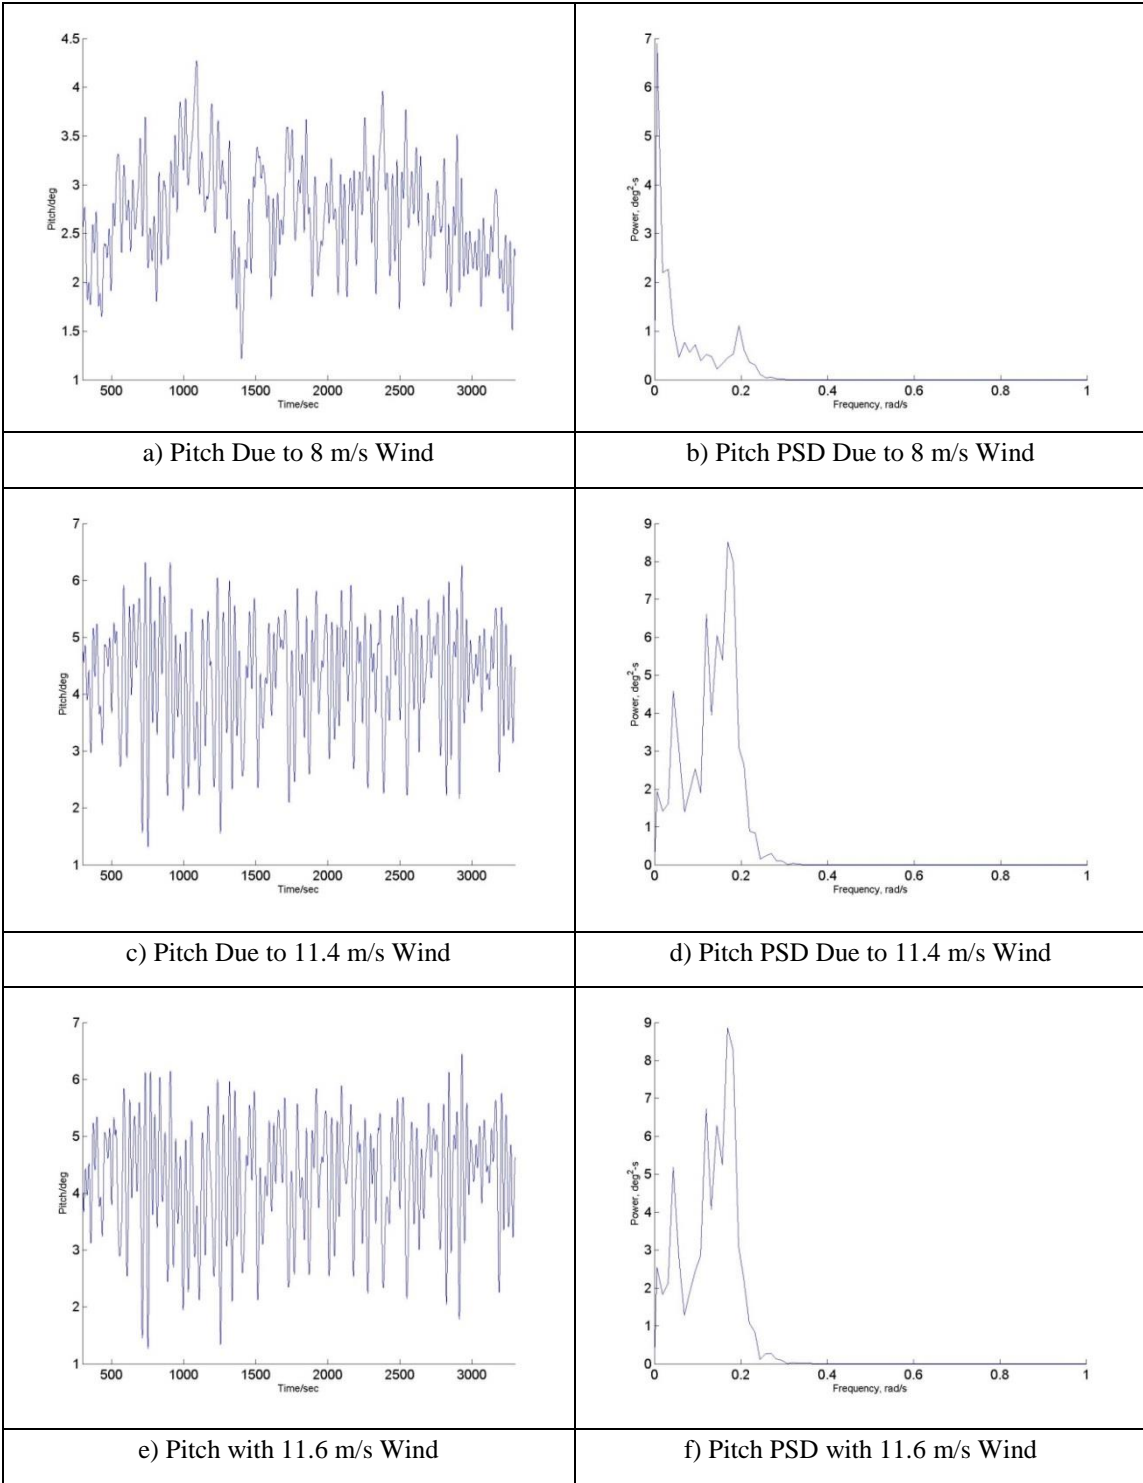 4.5
4
3.5
3
2.5
2
1.5
1
Pitch/deg
500 1000 1500 2000 2500 3000
Time/sec
7
6
5
4
3
2
1
0
Power, deg²-s
0 0.2 0.4 0.6 0.8 1
Frequency, rad/s
a) Pitch Due to 8 m/s Wind
b) Pitch PSD Due to 8 m/s Wind
7
6
5
4
3
2
1
Pitch/deg
500 1000 1500 2000 2500 3000
Time/sec
9
8
7
6
5
4
3
2
1
0
Power, deg²-s
0 0.2 0.4 0.6 0.8 1
Frequency, rad/s
c) Pitch Due to 11.4 m/s Wind
d) Pitch PSD Due to 11.4 m/s Wind
7
6
5
4
3
2
1
Pitch/deg
500 1000 1500 2000 2500 3000
Time/sec
9
8
7
6
5
4
3
2
1
0
Power, deg²-s
0 0.2 0.4 0.6 0.8 1
Frequency, rad/s
e) Pitch with 11.6 m/s Wind
f) Pitch PSD with 11.6 m/s Wind